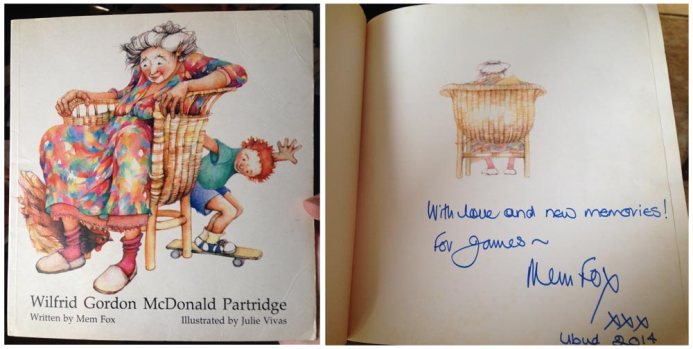 Wilfrid Gordon McDonald Partridge
Written by Mem Fox Illustrated by Julie Vivas
With love and new memories!
For James ~
Mem Fox
xxx
Ubud 2014